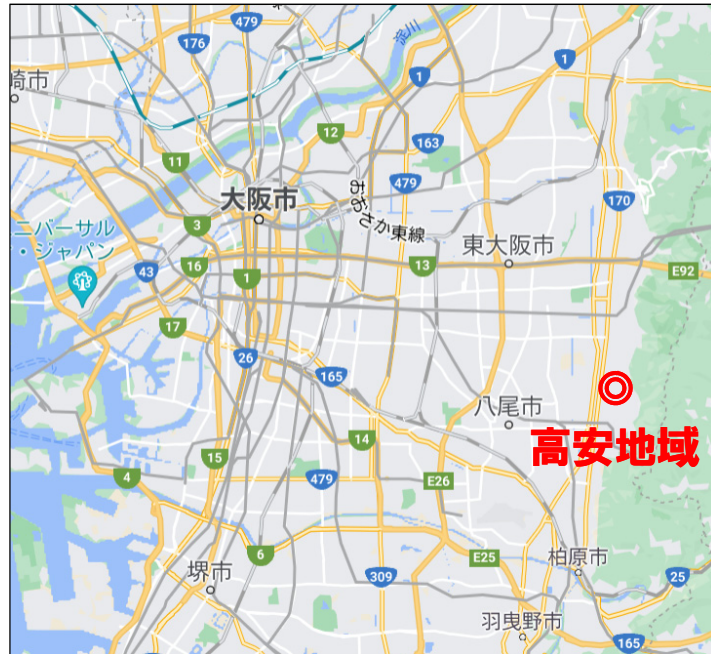 479
176
淀川
1
1
崎市
12
163
11
479
大阪市
おおさか東線
170
3
ニバーサル
・ジャパン
東大阪市
43
16
1
13
E92
17
26
165
八尾市
高安地域
14
15
479
E26
4
6
E25
柏原市
堺市
309
25
羽曳野市
165